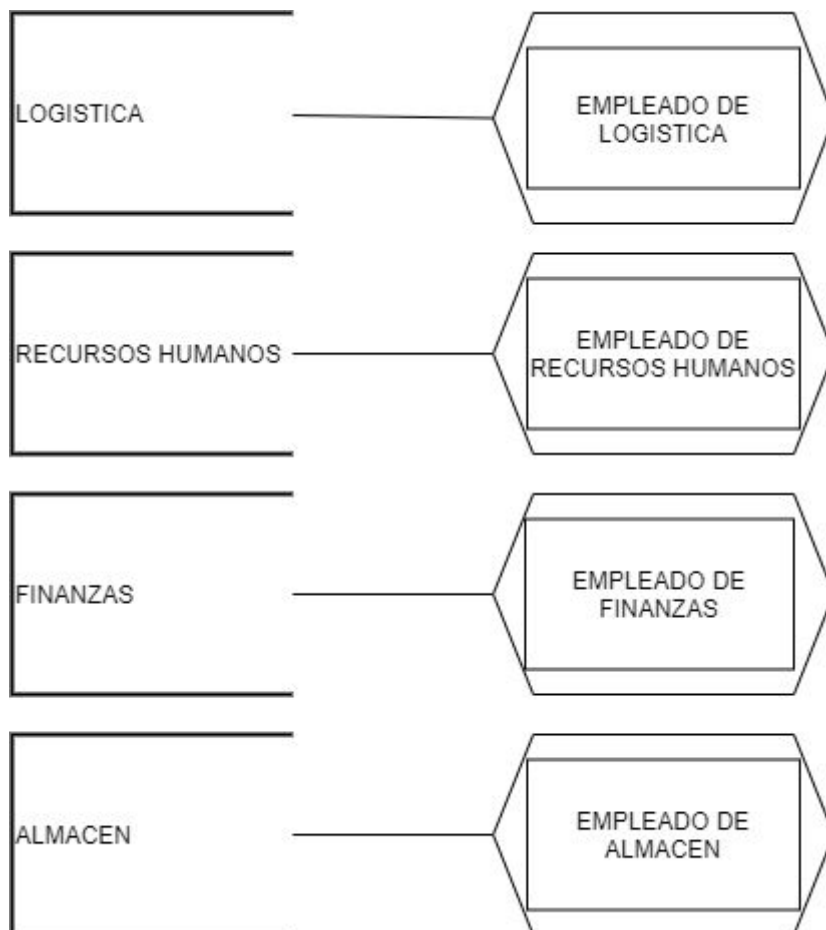 LOGISTICA
EMPLEADO DE
LOGISTICA
RECURSOS HUMANOS
EMPLEADO DE
RECURSOS HUMANOS
FINANZAS
EMPLEADO DE
FINANZAS
ALMACEN
EMPLEADO DE
ALMACEN